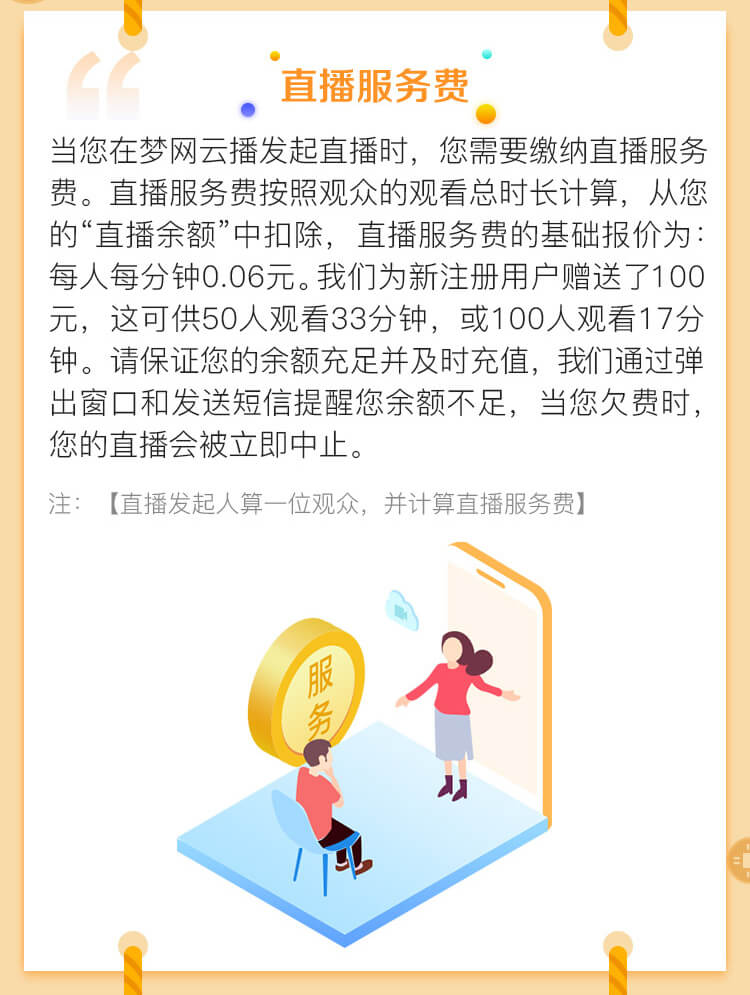 直播服务费
当您在梦网云播发起直播时，您需要缴纳直播服务
费。直播服务费按照观众的观看总时长计算，从您
的“直播余额”中扣除，直播服务费的基础报价为：
每人每分钟0.06元。我们为新注册用户赠送了100
元，这可供50人观看33分钟，或100人观看17分
钟。请保证您的余额充足并及时充值，我们通过弹
出窗口和发送短信提醒您余额不足，当您欠费时，
您的直播会被立即中止。
注：【直播发起人算一位观众，并计算直播服务费】
服务